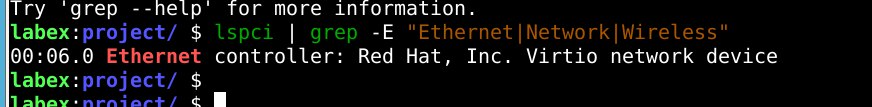 Try 'grep --help' for more information.
labex:project/ $ lspci | grep -E "Ethernet|Network|Wireless"
00:06.0 Ethernet controller: Red Hat, Inc. Virtio network device
labex:project/ $
labex:project/ $